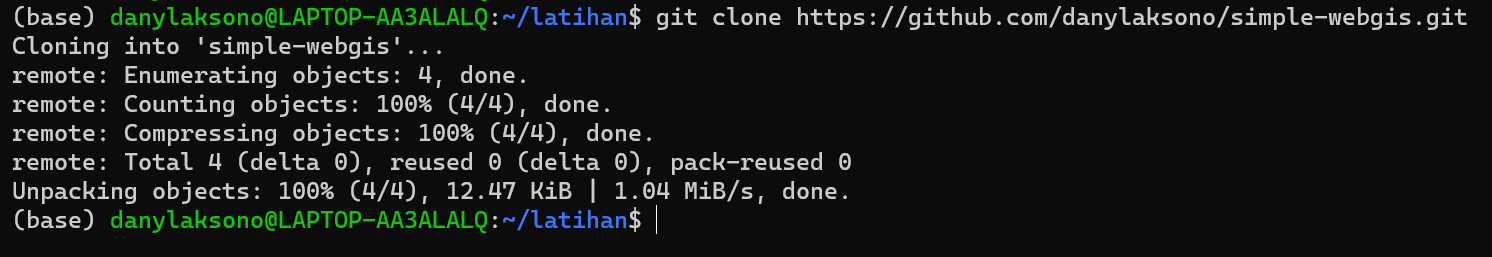 (base) danylaksono@LAPTOP-AA3ALALQ:~/latihan$ git clone https://github.com/danylaksono/simple-webgis.git
Cloning into 'simple-webgis'...
remote: Enumerating objects: 4, done.
remote: Counting objects: 100% (4/4), done.
remote: Compressing objects: 100% (4/4), done.
remote: Total 4 (delta 0), reused 0 (delta 0), pack-reused 0
Unpacking objects: 100% (4/4), 12.47 KiB | 1.04 MiB/s, done.
(base) danylaksono@LAPTOP-AA3ALALQ:~/latihan$